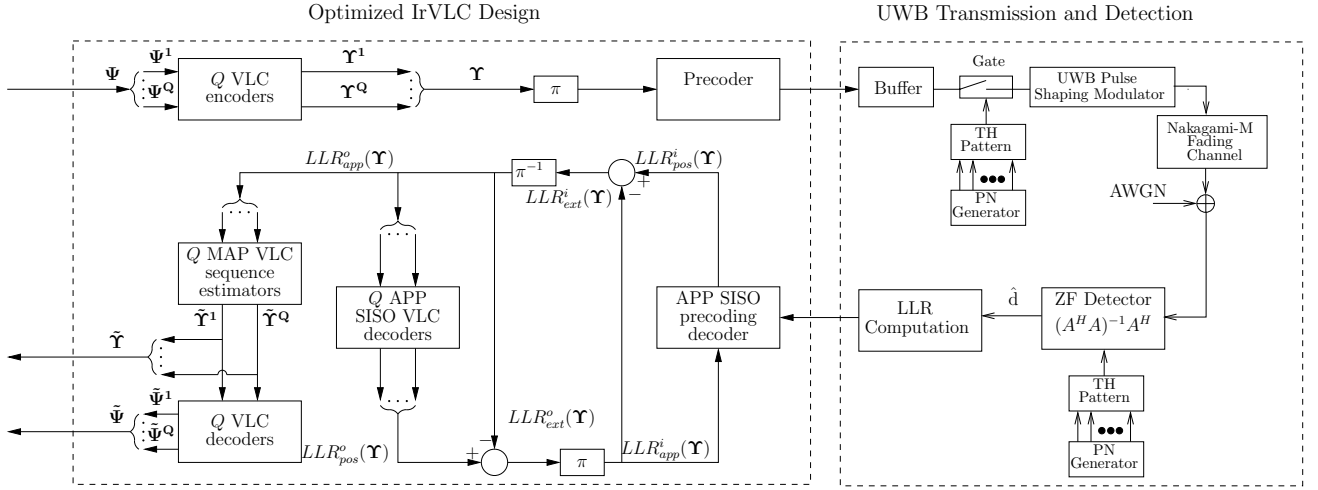 Optimized IrVLC Design
UWB Transmission and Detection
Ψ
Ψ¹
Ψ^Q
Q VLC
encoders
Υ¹
Υ^Q
Υ
π
Precoder
Buffer
Gate
UWB Pulse
Shaping Modulator
TH
Pattern
PN
Generator
Nakagami-M
Fading
Channel
AWGN
LLR^o_app(Υ)
π⁻¹
LLR^i_pos(Υ)
+
−
LLR^i_ext(Υ)
Q MAP VLC
sequence
estimators
Q APP
SISO VLC
decoders
APP SISO
precoding
decoder
LLR
Computation
d̂
ZF Detector
(A^H A)⁻¹A^H
Υ̃¹
Υ̃^Q
Υ̃
TH
Pattern
PN
Generator
Ψ̃
Ψ̃¹
Ψ̃^Q
Q VLC
decoders
LLR^o_pos(Υ)
LLR^o_ext(Υ)
−
+
π
LLR^i_app(Υ)